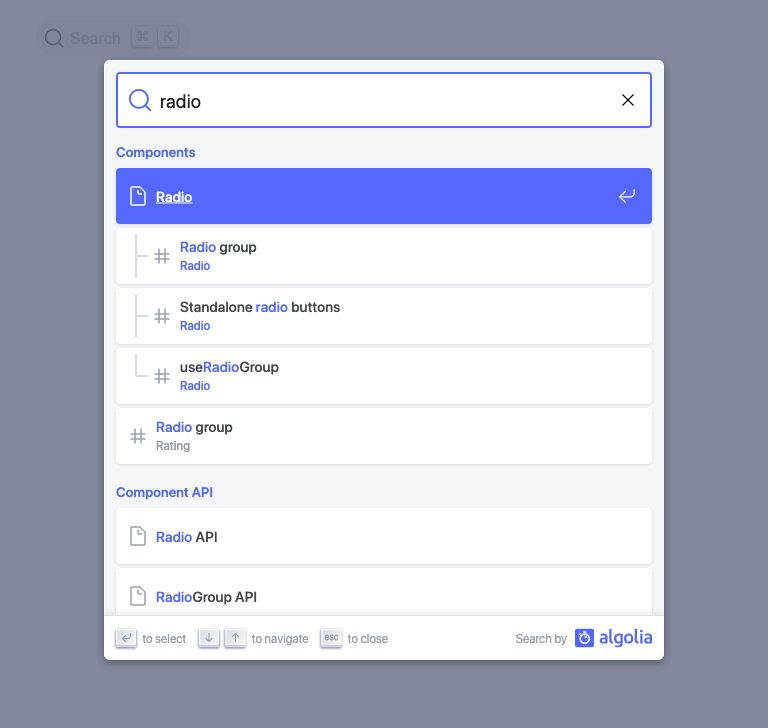 Search ⌘ K
radio
Components
Radio
Radio group
Radio
Standalone radio buttons
Radio
useRadioGroup
Radio
Radio group
Rating
Component API
Radio API
RadioGroup API
to select to navigate esc to close Search by algolia